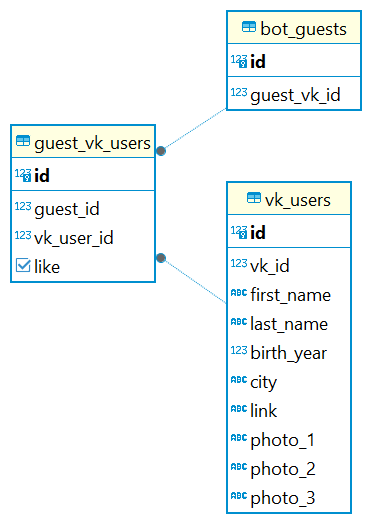 bot_guests
123 id
123 guest_vk_id
guest_vk_users
123 id
123 guest_id
123 vk_user_id
like
vk_users
123 id
123 vk_id
ABC first_name
ABC last_name
123 birth_year
ABC city
ABC link
ABC photo_1
ABC photo_2
ABC photo_3